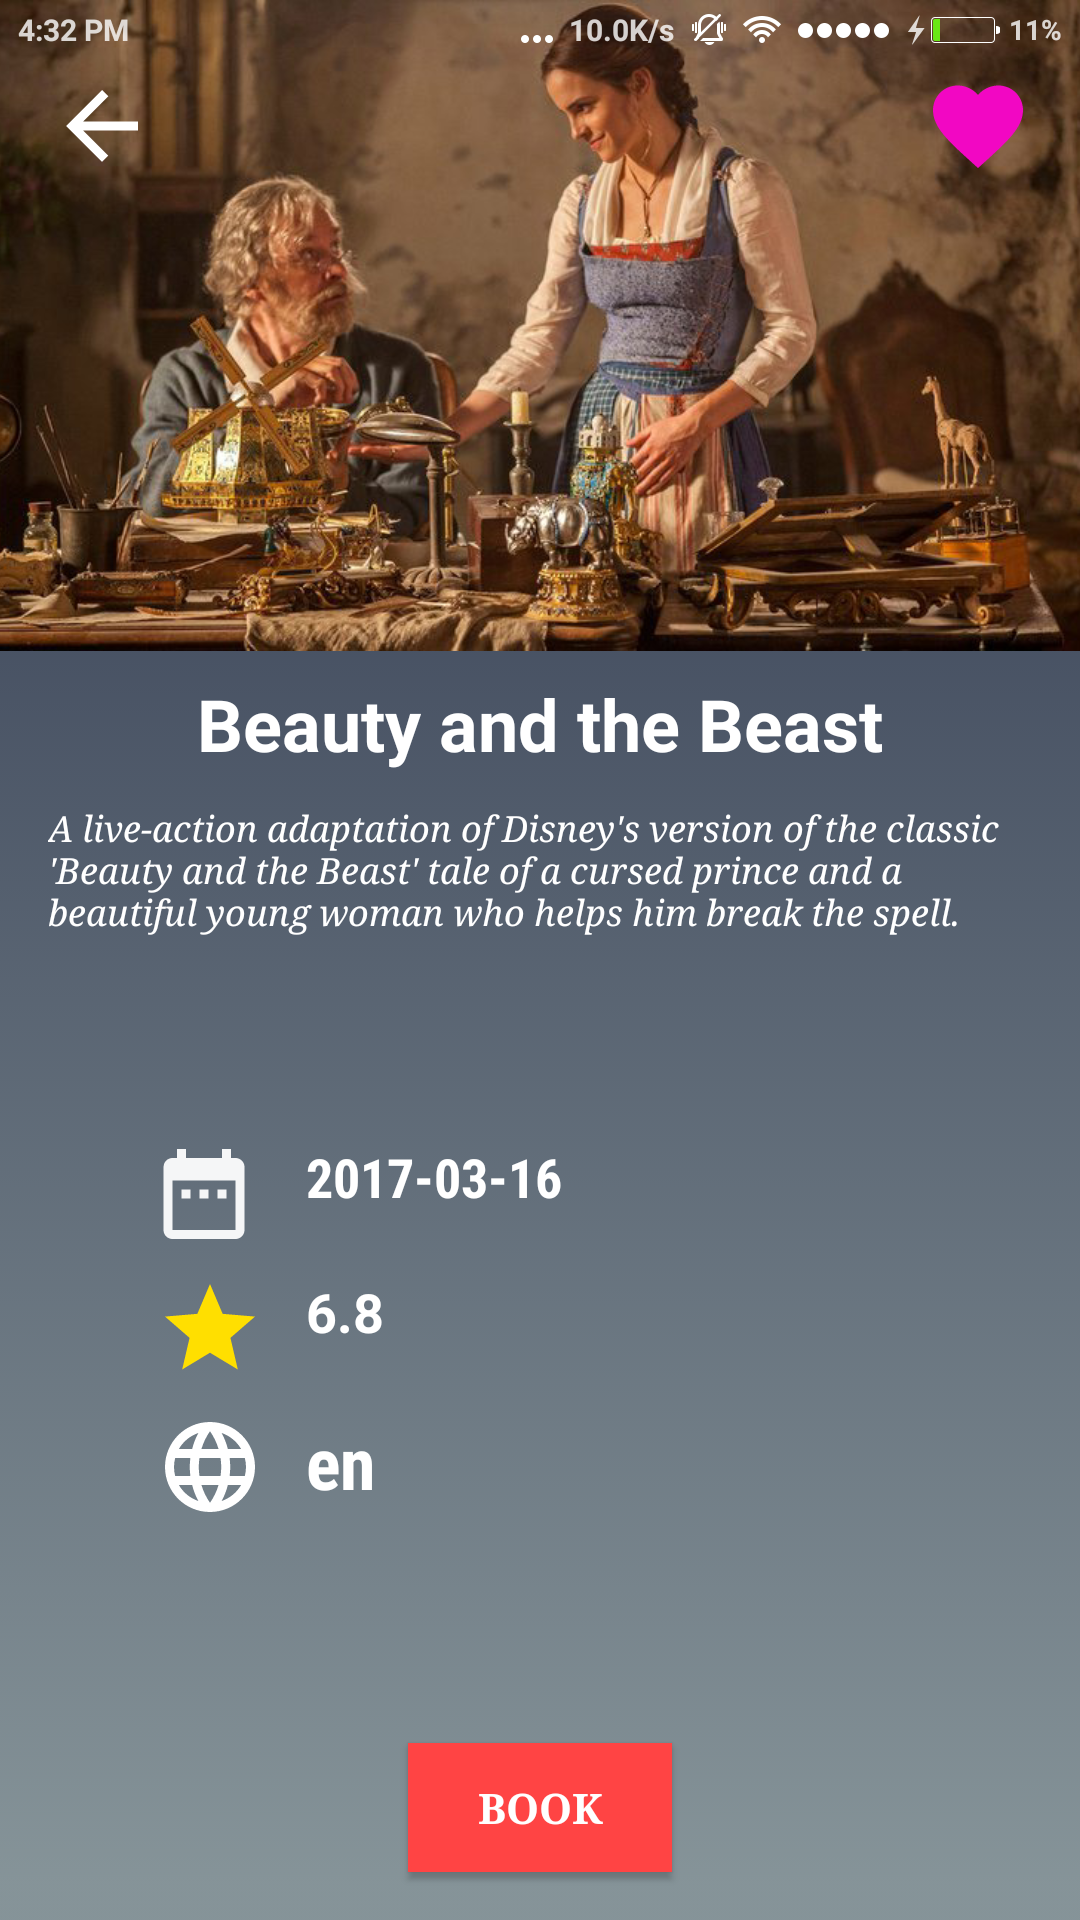 4:32 PM ... 10.0K/s 11%
Beauty and the Beast
A live-action adaptation of Disney's version of the classic
'Beauty and the Beast' tale of a cursed prince and a
beautiful young woman who helps him break the spell.
2017-03-16
6.8
en
BOOK